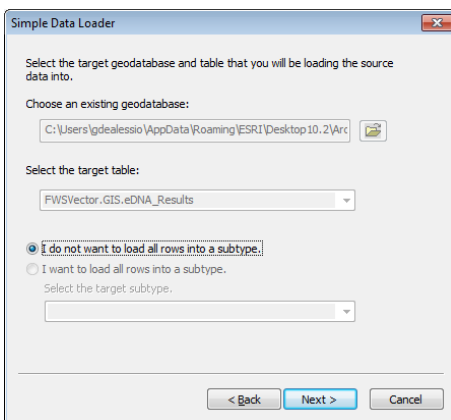 Simple Data Loader
Select the target geodatabase and table that you will be loading the source
data into.
Choose an existing geodatabase:
C:\Users\gdealessio\AppData\Roaming\ESRI\Desktop10.2\Arc
Select the target table:
FWSVector.GIS.eDNA_Results
I do not want to load all rows into a subtype.
I want to load all rows into a subtype.
Select the target subtype.
< Back Next > Cancel